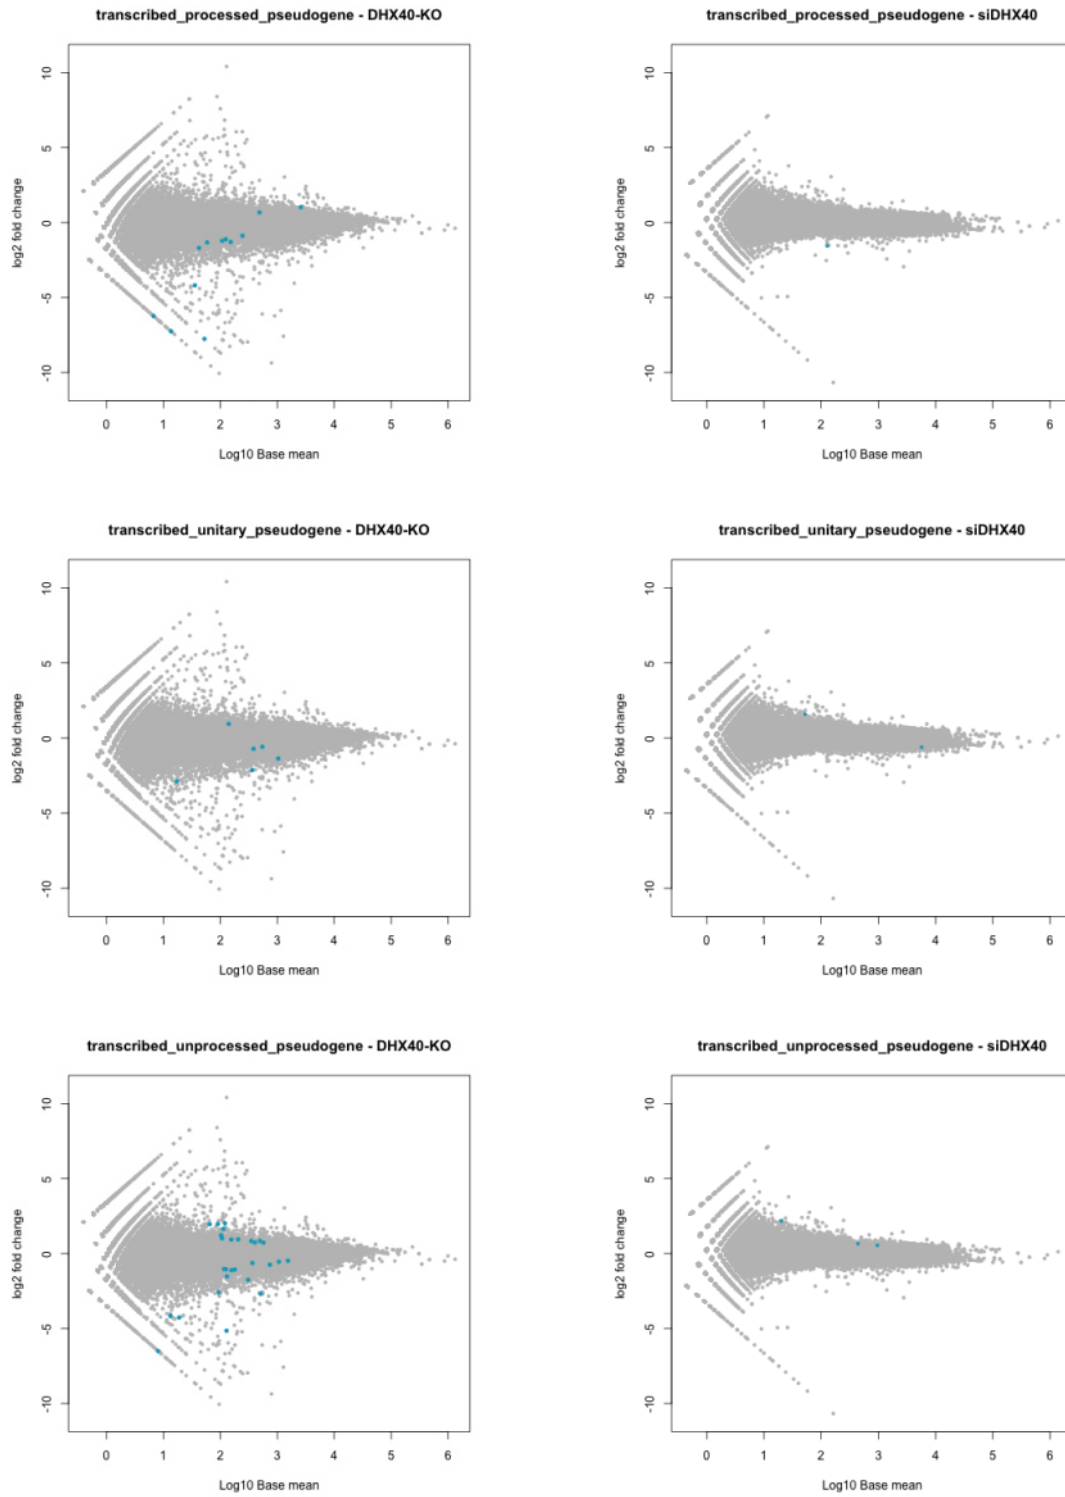 transcribed_processed_pseudogene - DHX40-KO
10
5
0
-5
-10
log2 fold change
0 1 2 3 4 5 6
Log10 Base mean
transcribed_processed_pseudogene - siDHX40
10
5
0
-5
-10
log2 fold change
0 1 2 3 4 5 6
Log10 Base mean
transcribed_unitary_pseudogene - DHX40-KO
10
5
0
-5
-10
log2 fold change
0 1 2 3 4 5 6
Log10 Base mean
transcribed_unitary_pseudogene - siDHX40
10
5
0
-5
-10
log2 fold change
0 1 2 3 4 5 6
Log10 Base mean
transcribed_unprocessed_pseudogene - DHX40-KO
10
5
0
-5
-10
log2 fold change
0 1 2 3 4 5 6
Log10 Base mean
transcribed_unprocessed_pseudogene - siDHX40
10
5
0
-5
-10
log2 fold change
0 1 2 3 4 5 6
Log10 Base mean